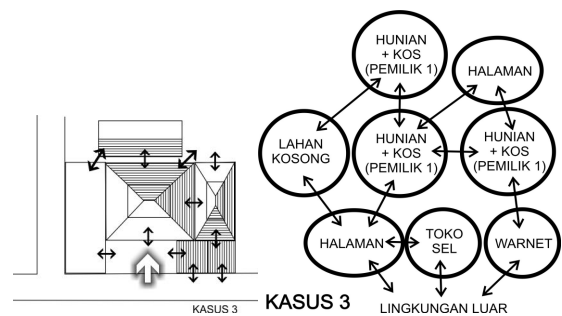 HUNIAN
+ KOS
(PEMILIK 1)
HALAMAN
LAHAN
KOSONG
HUNIAN
+ KOS
(PEMILIK 1)
HUNIAN
+ KOS
(PEMILIK 1)
HALAMAN
TOKO
SEL
WARNET
KASUS 3
KASUS 3
LINGKUNGAN LUAR